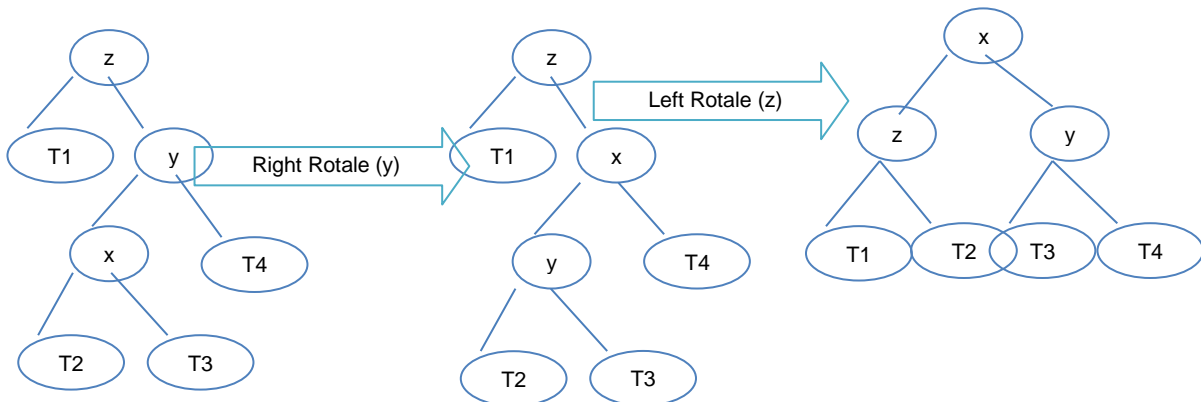 z
T1
y
x
T4
T2
T3
Right Rotale (y)
z
T1
x
y
T4
T2
T3
Left Rotale (z)
x
z
y
T1
T2
T3
T4